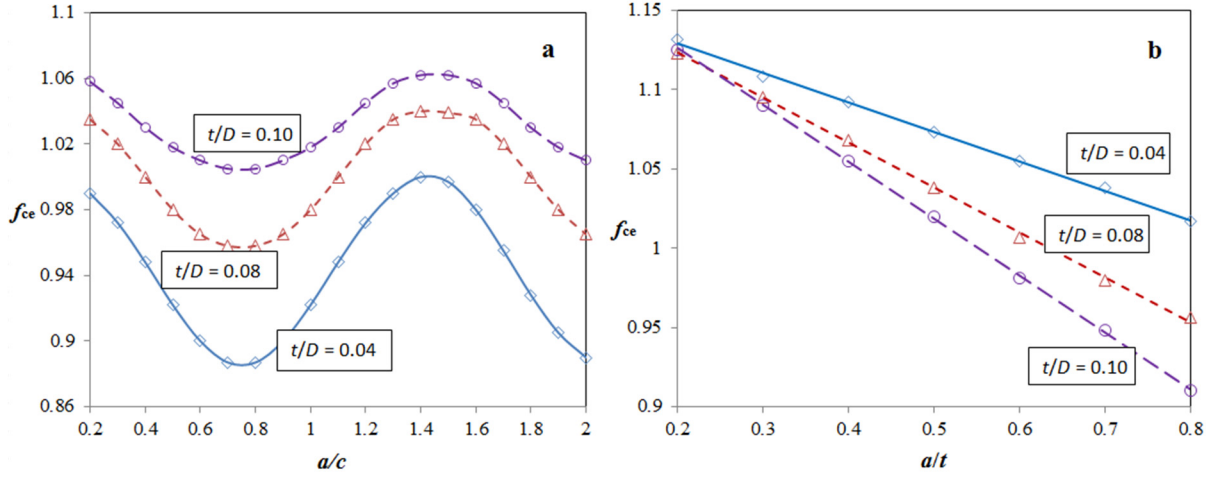 1.1
1.06
1.02
0.98
0.94
0.9
0.86
fce
a
t/D = 0.10
t/D = 0.08
t/D = 0.04
0.2 0.4 0.6 0.8 1 1.2 1.4 1.6 1.8 2
a/c
1.15
1.1
1.05
1
0.95
0.9
fce
b
t/D = 0.04
t/D = 0.08
t/D = 0.10
0.2 0.3 0.4 0.5 0.6 0.7 0.8
a/t